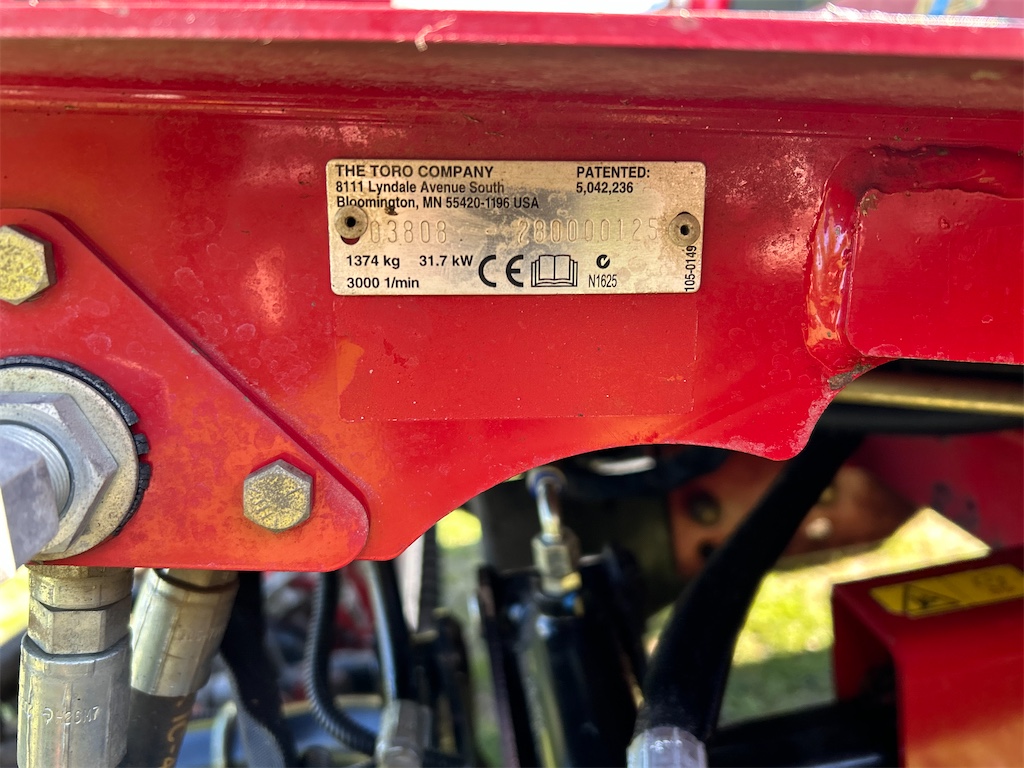 THE TORO COMPANY
8111 Lyndale Avenue South
Bloomington, MN 55420-1196 USA
PATENTED:
5,042,236
03808 - 280000125
1374 kg 31.7 kW
3000 1/min
CE
N1625
105-0149